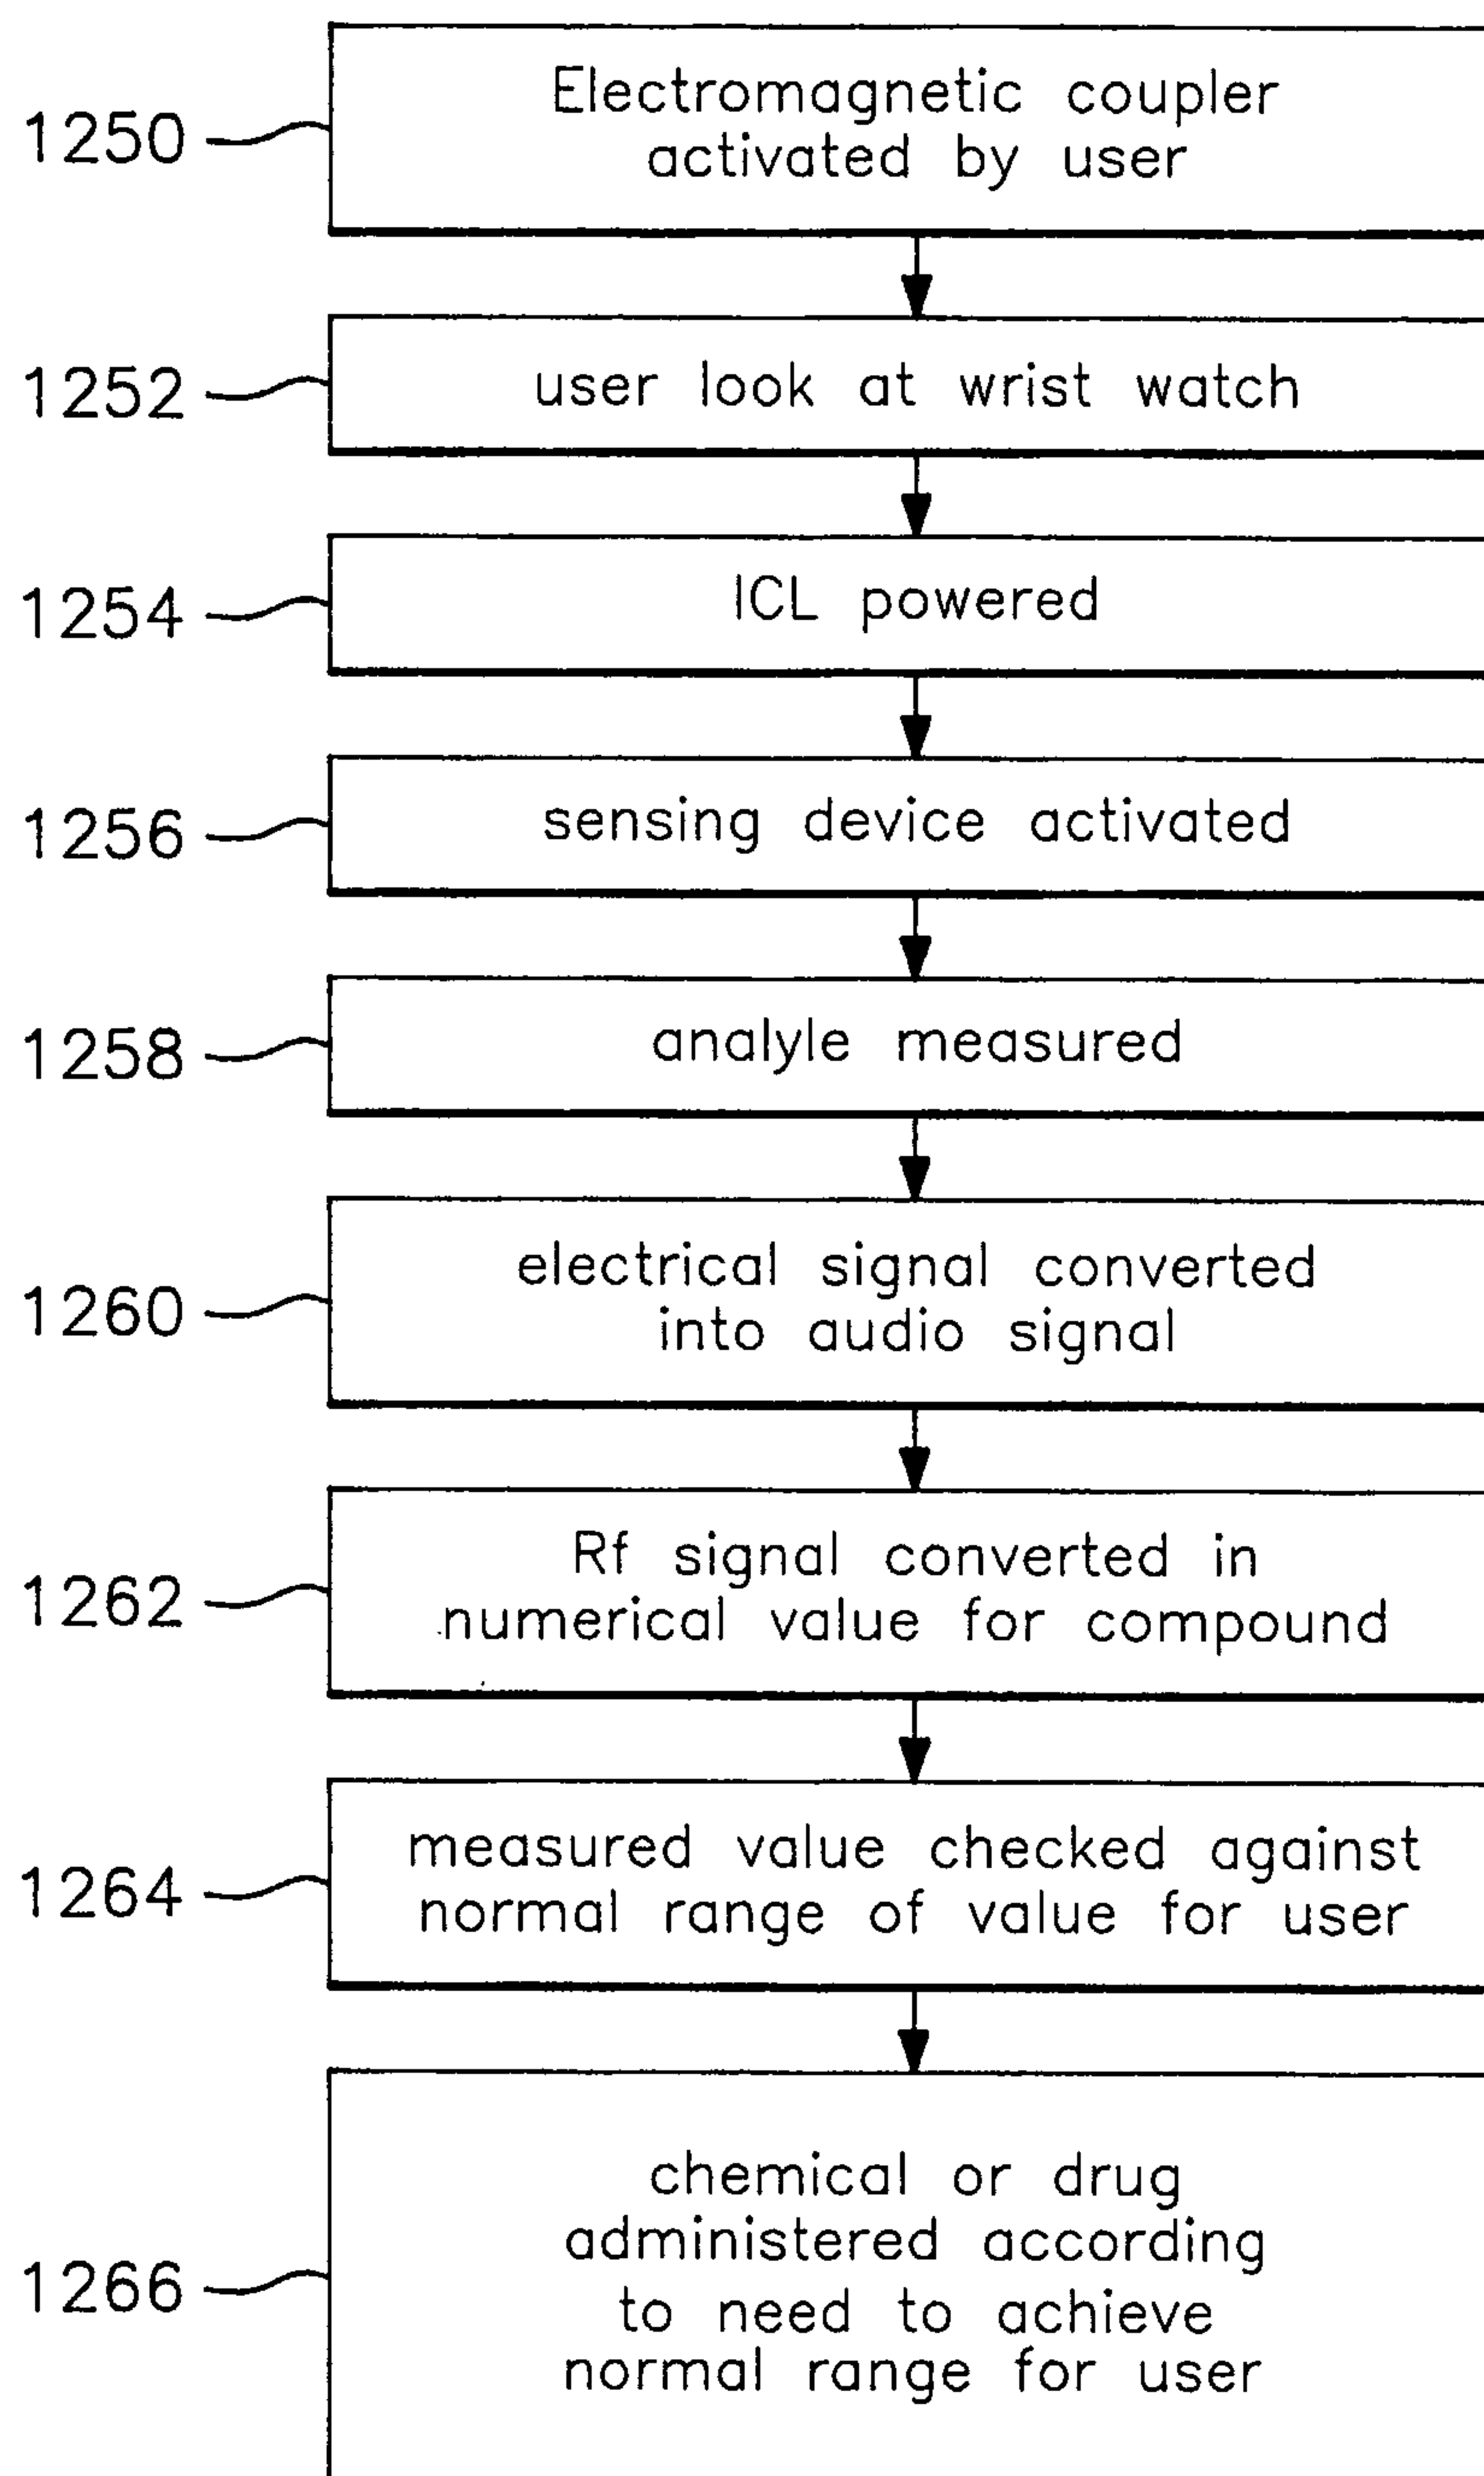 1250
Electromagnetic coupler
activated by user
1252
user look at wrist watch
1254
ICL powered
1256
sensing device activated
1258
analyle measured
1260
electrical signal converted
into audio signal
1262
Rf signal converted in
numerical value for compound
1264
measured value checked against
normal range of value for user
1266
chemical or drug
administered according
to need to achieve
normal range for user